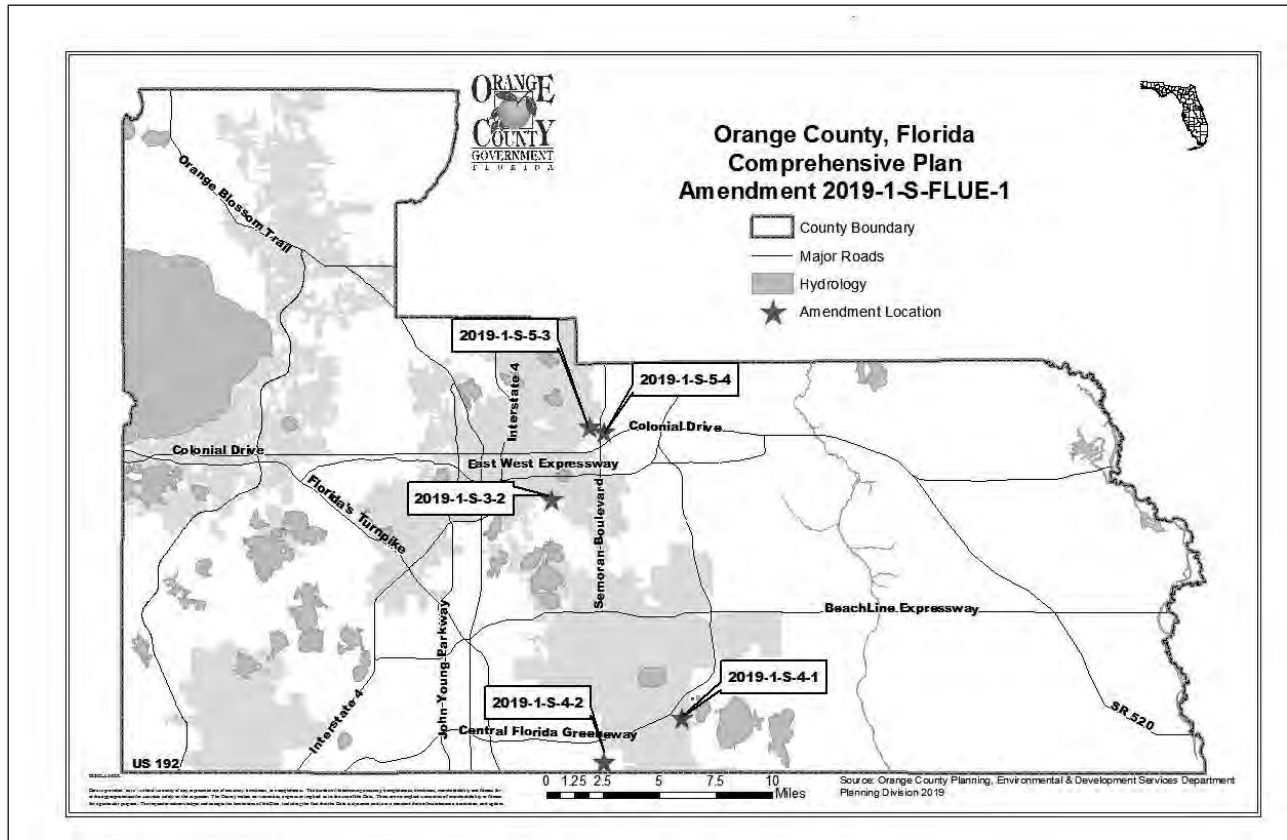 ORANGE
COUNTY
GOVERNMENT
FLORIDA
Orange County, Florida
Comprehensive Plan
Amendment 2019-1-S-FLUE-1
County Boundary
Major Roads
Hydrology
Amendment Location
Orange Blossom Trail
2019-1-S-5-3
2019-1-S-5-4
Interstate 4
Colonial Drive
Colonial Drive
East West Expressway
2019-1-S-3-2
Florida's Turnpike
Semoran Boulevard
BeachLine Expressway
John Young Parkway
2019-1-S-4-1
2019-1-S-4-2
Interstate 4
Central Florida Greeneway
SR 520
US 192
0 1.25 2.5 5 7.5 10
Miles
Source: Orange County Planning, Environmental & Development Services Department
Planning Division 2019